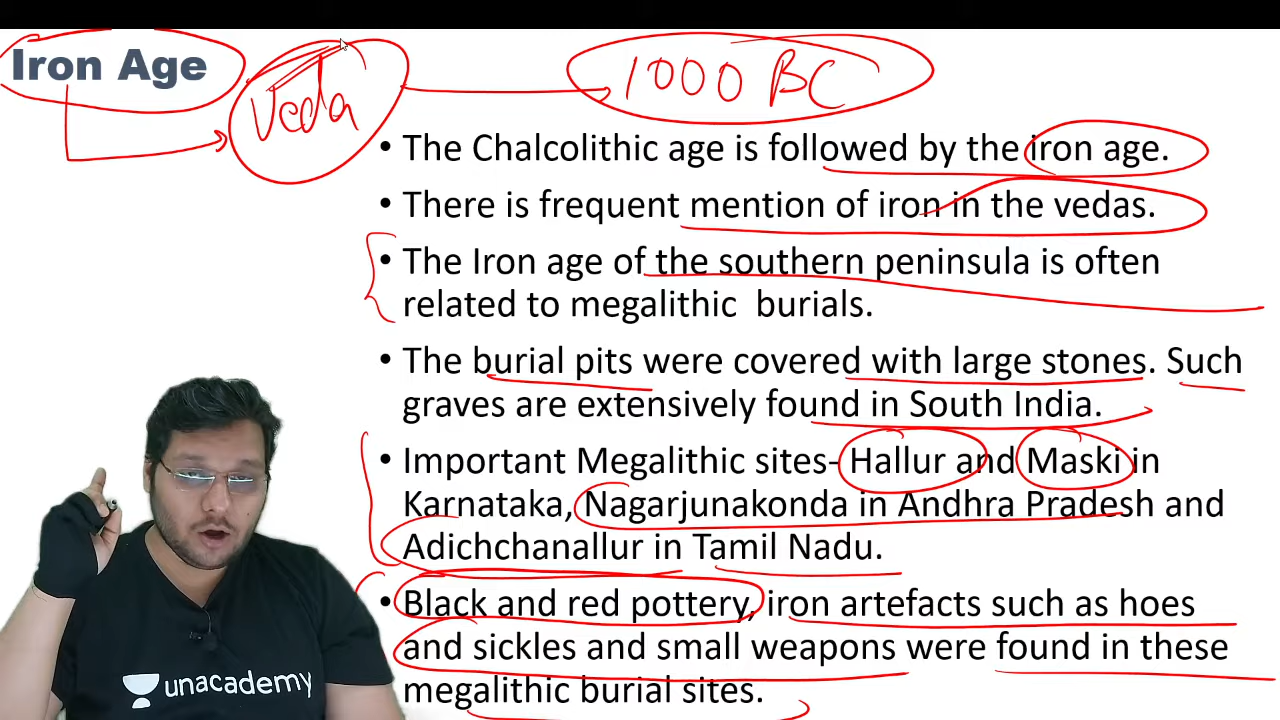 Iron Age
Veda
1000 BC
• The Chalcolithic age is followed by the iron age.
• There is frequent mention of iron in the vedas.
• The Iron age of the southern peninsula is often
related to megalithic burials.
• The burial pits were covered with large stones. Such
graves are extensively found in South India.
• Important Megalithic sites- Hallur and Maski in
Karnataka, Nagarjunakonda in Andhra Pradesh and
Adichchanallur in Tamil Nadu.
• Black and red pottery, iron artefacts such as hoes
and sickles and small weapons were found in these
megalithic burial sites.
unacademy